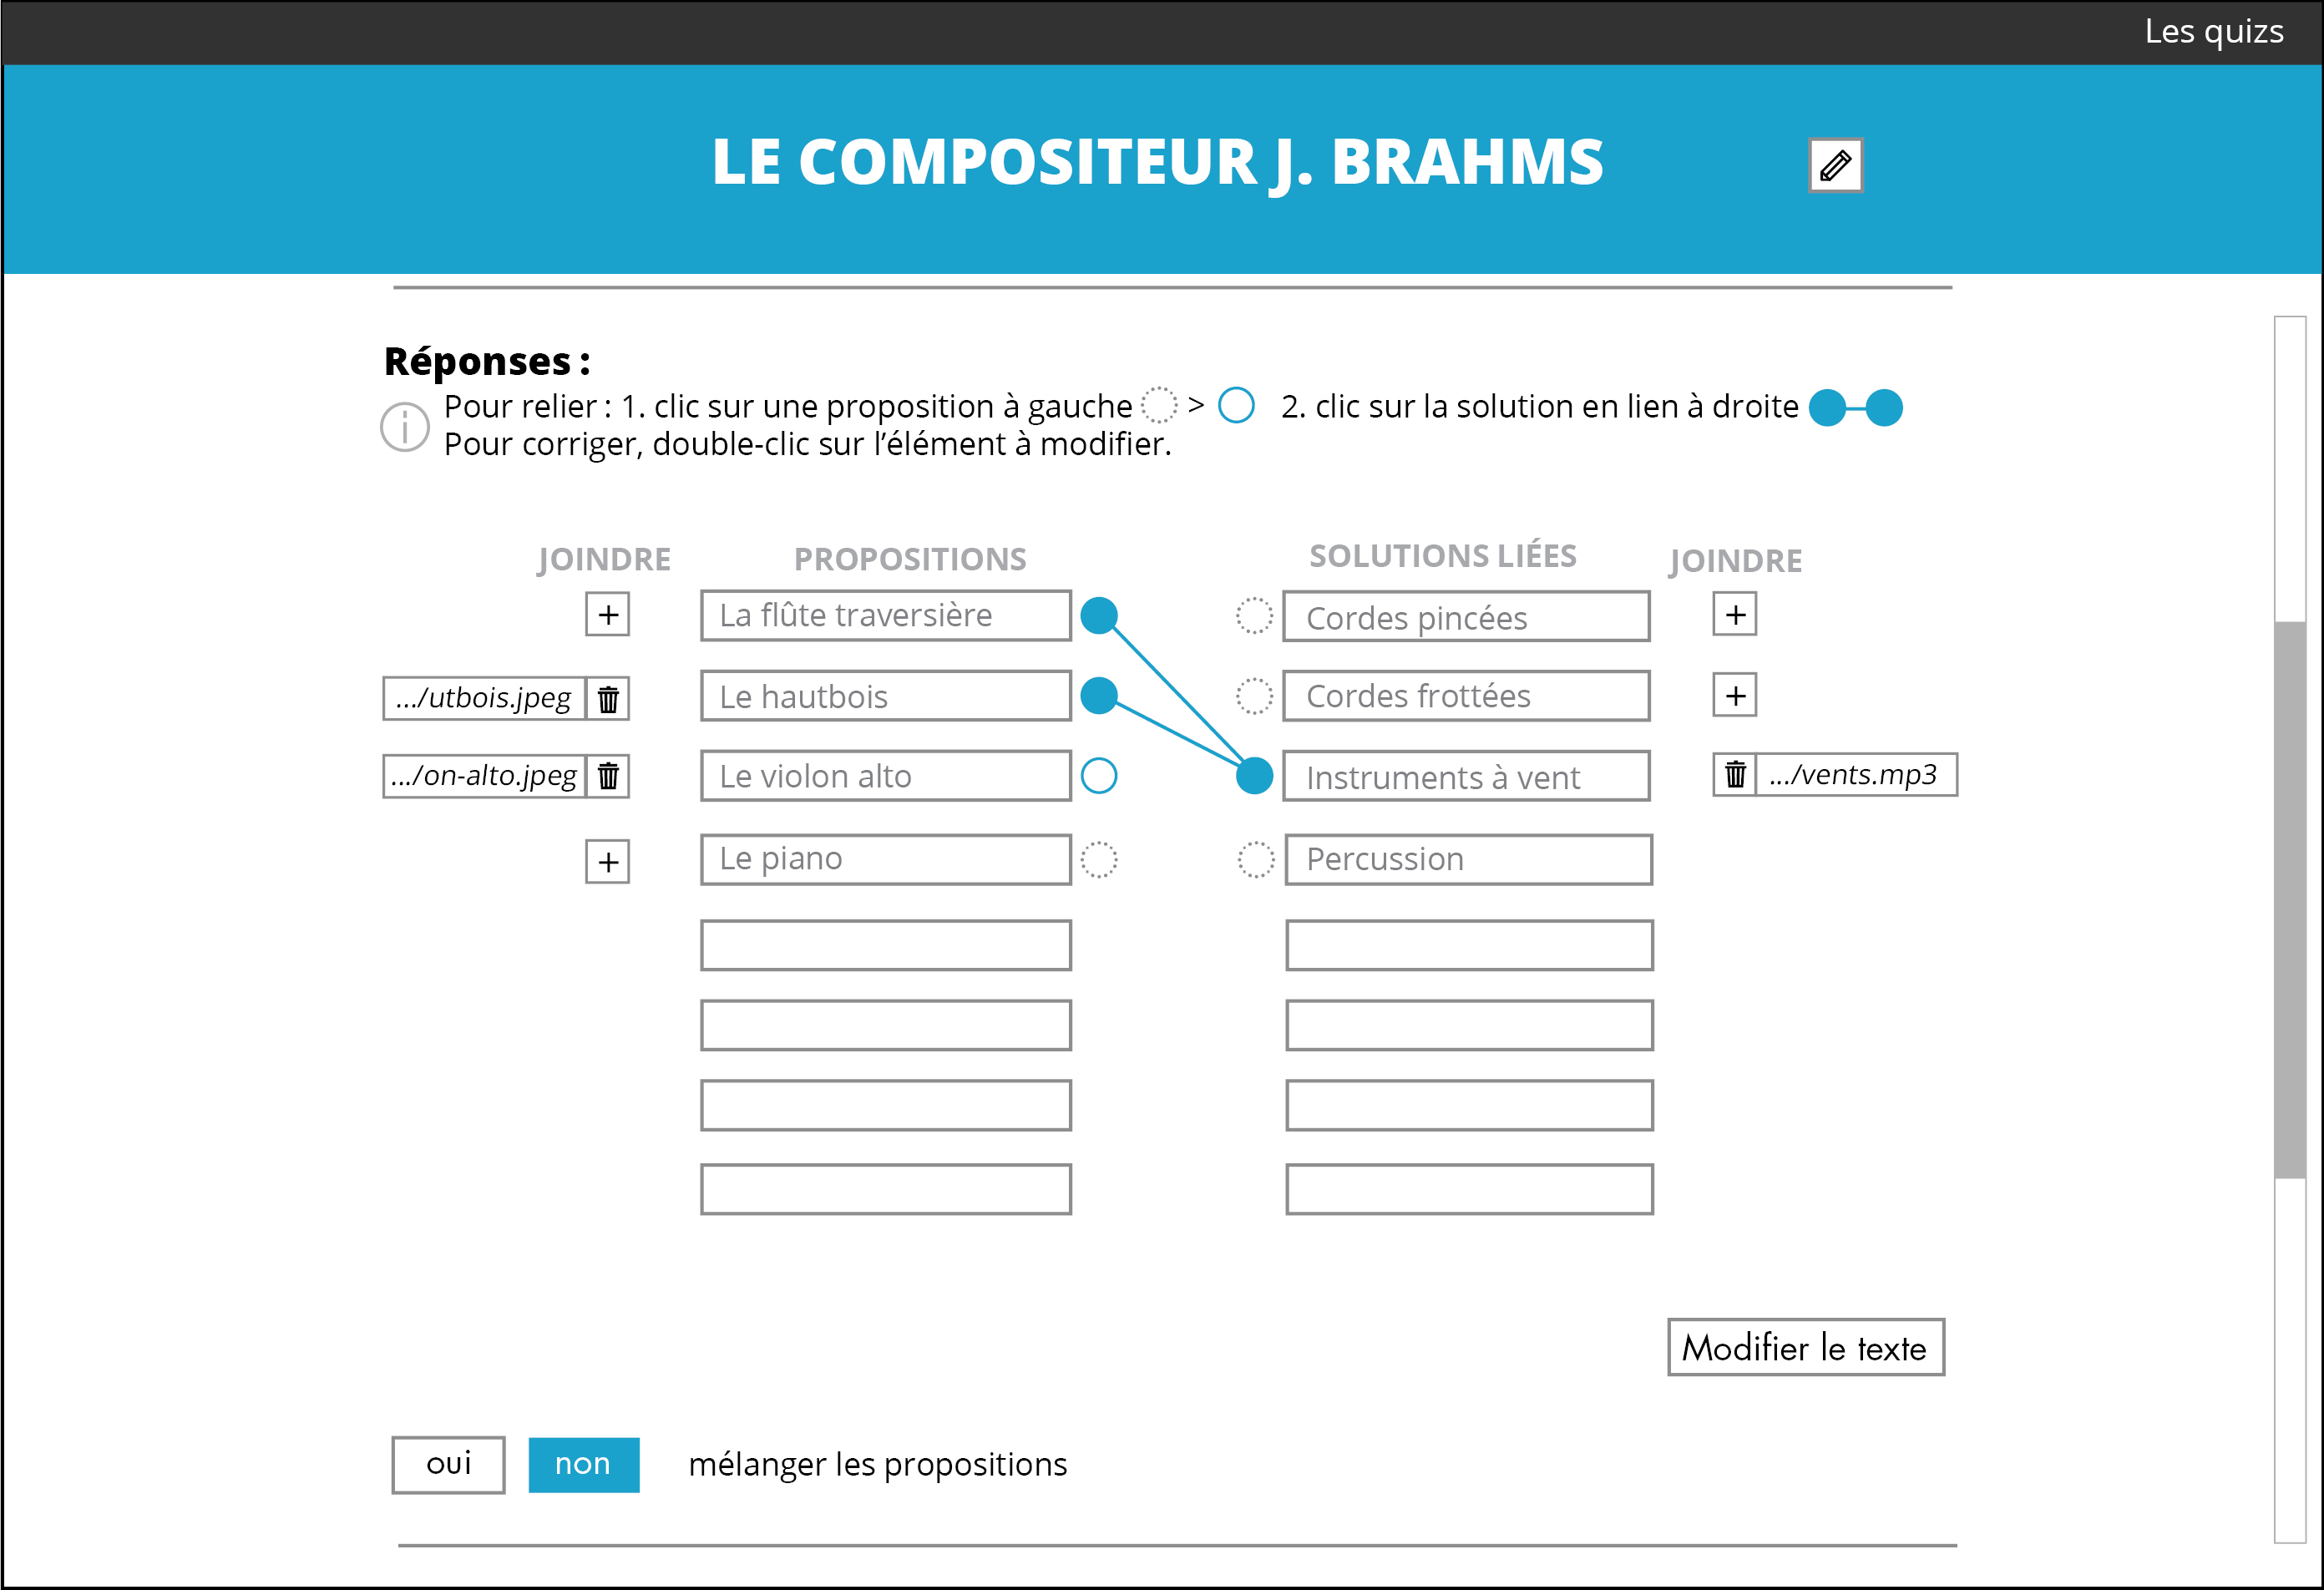 Les quizs
LE COMPOSITEUR J. BRAHMS
Réponses :
Pour relier : 1. clic sur une proposition à gauche > 2. clic sur la solution en lien à droite
Pour corriger, double-clic sur l’élément à modifier.
JOINDRE PROPOSITIONS SOLUTIONS LIÉES JOINDRE
+ La flûte traversière Cordes pincées +
.../utbois.jpeg Le hautbois Cordes frottées +
.../on-alto.jpeg Le violon alto Instruments à vent .../vents.mp3
+ Le piano Percussion
Modifier le texte
oui non mélanger les propositions